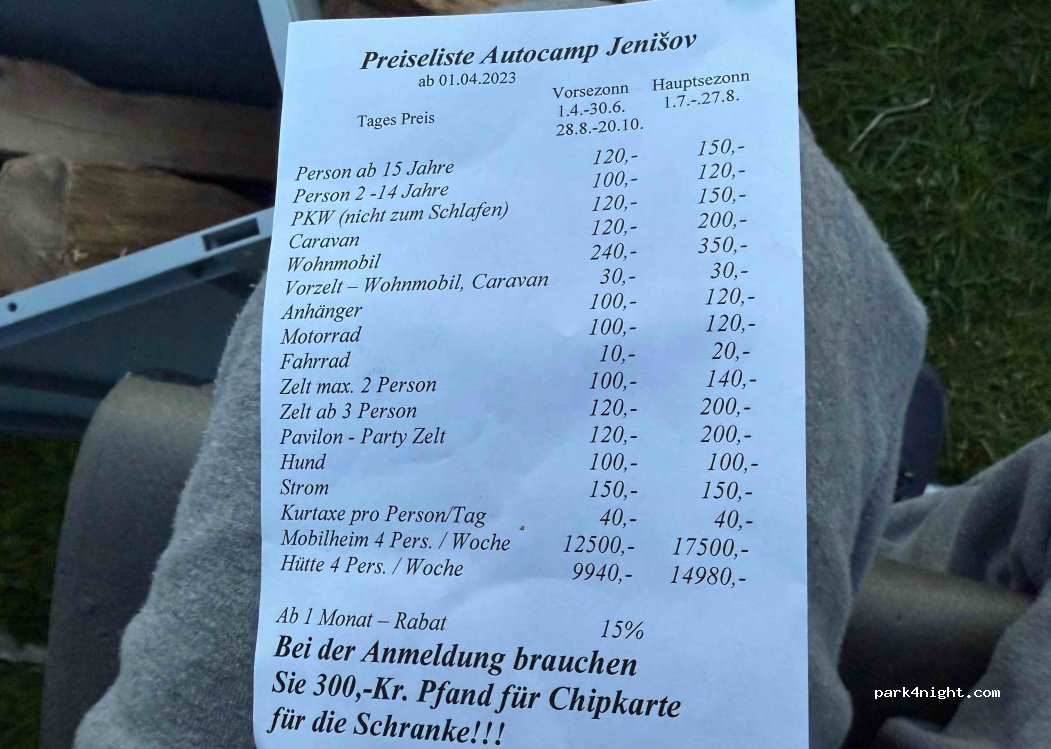 Preiseliste Autocamp Jenišov
ab 01.04.2023
Tages Preis Vorsezonn Hauptsezonn
1.4.-30.6. 1.7.-.27.8.
28.8.-20.10.
Person ab 15 Jahre 120,- 150,-
Person 2 -14 Jahre 100,- 120,-
PKW (nicht zum Schlafen) 120,- 150,-
Caravan 120,- 200,-
Wohnmobil 240,- 350,-
Vorzelt – Wohnmobil, Caravan 30,- 30,-
Anhänger 100,- 120,-
Motorrad 100,- 120,-
Fahrrad 10,- 20,-
Zelt max. 2 Person 100,- 140,-
Zelt ab 3 Person 120,- 200,-
Pavilon - Party Zelt 120,- 200,-
Hund 100,- 100,-
Strom 150,- 150,-
Kurtaxe pro Person/Tag 40,- 40,-
Mobilheim 4 Pers. / Woche 12500,- 17500,-
Hütte 4 Pers. / Woche 9940,- 14980,-
Ab 1 Monat – Rabat 15%
Bei der Anmeldung brauchen
Sie 300,-Kr. Pfand für Chipkarte
für die Schranke!!!
park4night.com